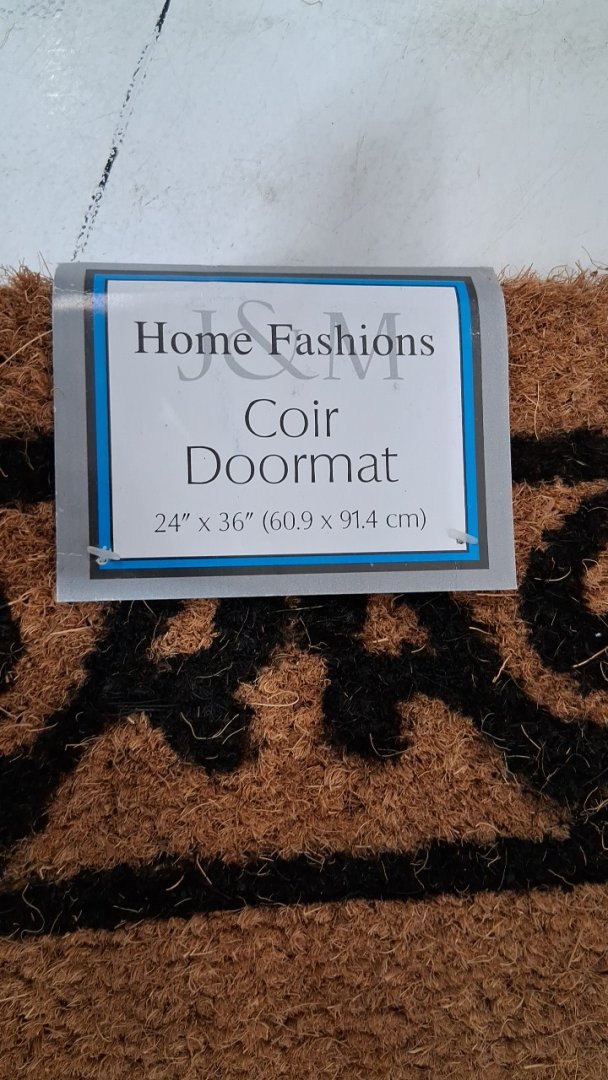 J&M
Home Fashions
Coir
Doormat
24” x 36” (60.9 x 91.4 cm)